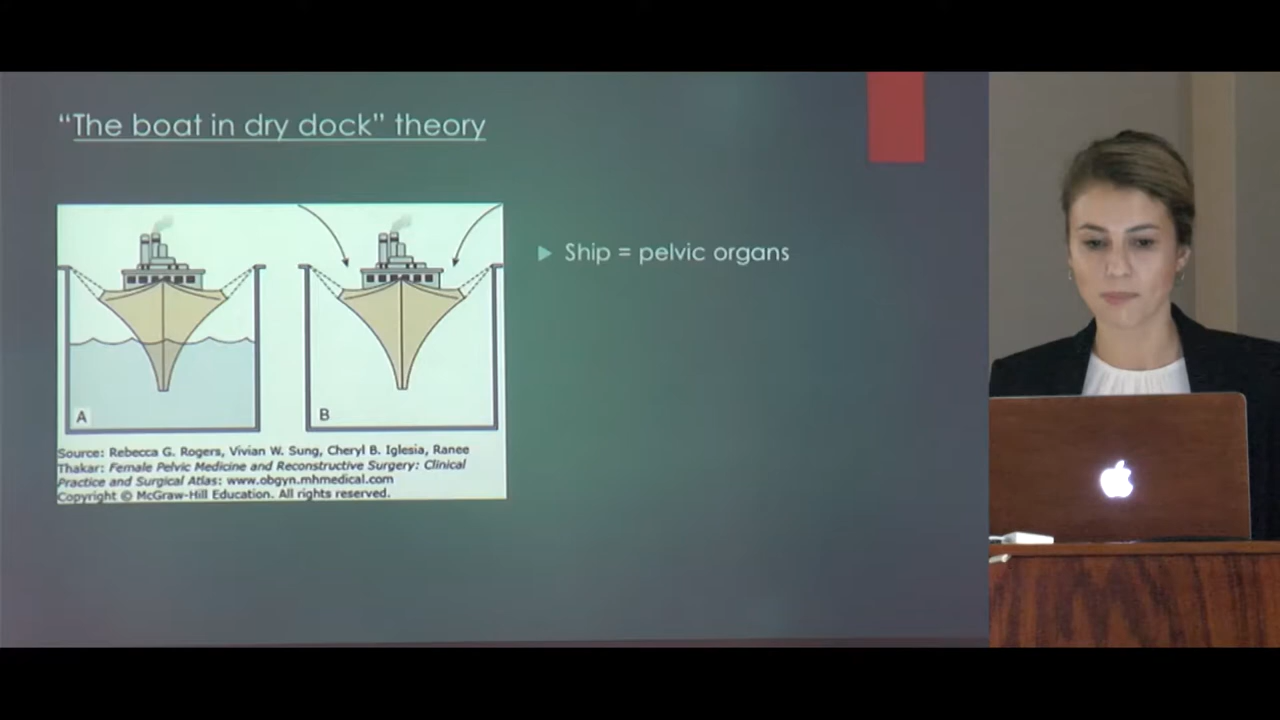 “The boat in dry dock” theory
Ship = pelvic organs
A
B
Source: Rebecca G. Rogers, Vivian W. Sung, Cheryl B. Iglesia, Ranee
Thakar: Female Pelvic Medicine and Reconstructive Surgery: Clinical
Practice and Surgical Atlas: www.obgyn.mhmedical.com
Copyright © McGraw-Hill Education. All rights reserved.